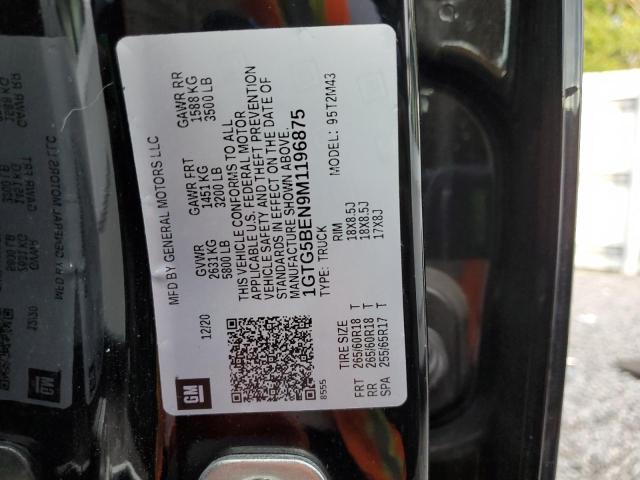 MFD BY GENERAL MOTORS LLC
12/20
GVWR GAWR FRT GAWR RR
2631 KG 1451 KG 1588 KG
5800 LB 3200 LB 3500 LB
THIS VEHICLE CONFORMS TO ALL
APPLICABLE U.S. FEDERAL MOTOR
VEHICLE SAFETY AND THEFT PREVENTION
STANDARDS IN EFFECT ON THE DATE OF
MANUFACTURE SHOWN ABOVE.
1GTG5BEN9M1196875
TYPE: TRUCK MODEL: 95T2M43
GM
8555
TIRE SIZE RIM
FRT 265/60R18 T 18X8.5J
RR 265/60R18 T 18X8.5J
SPA 255/65R17 T 17X8J